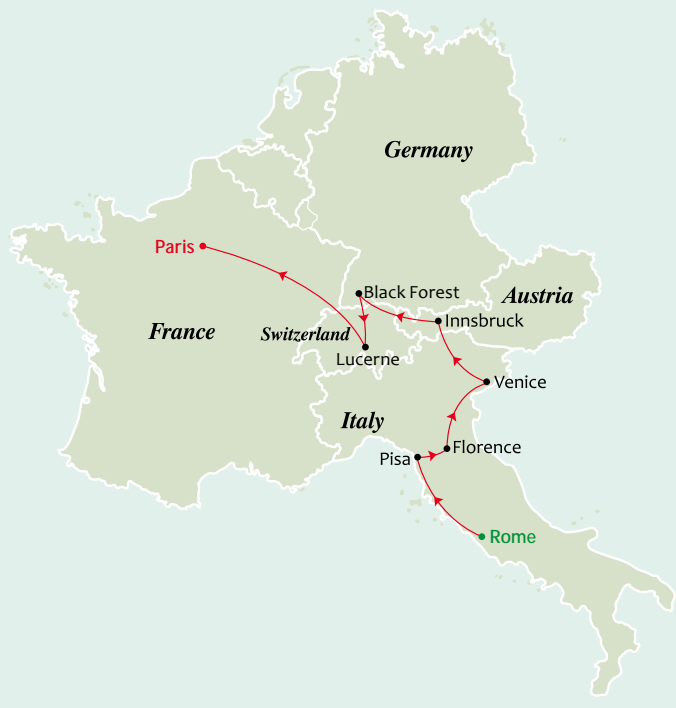 Germany
Paris
Black Forest
Austria
Innsbruck
France
Switzerland
Lucerne
Venice
Italy
Florence
Pisa
Rome